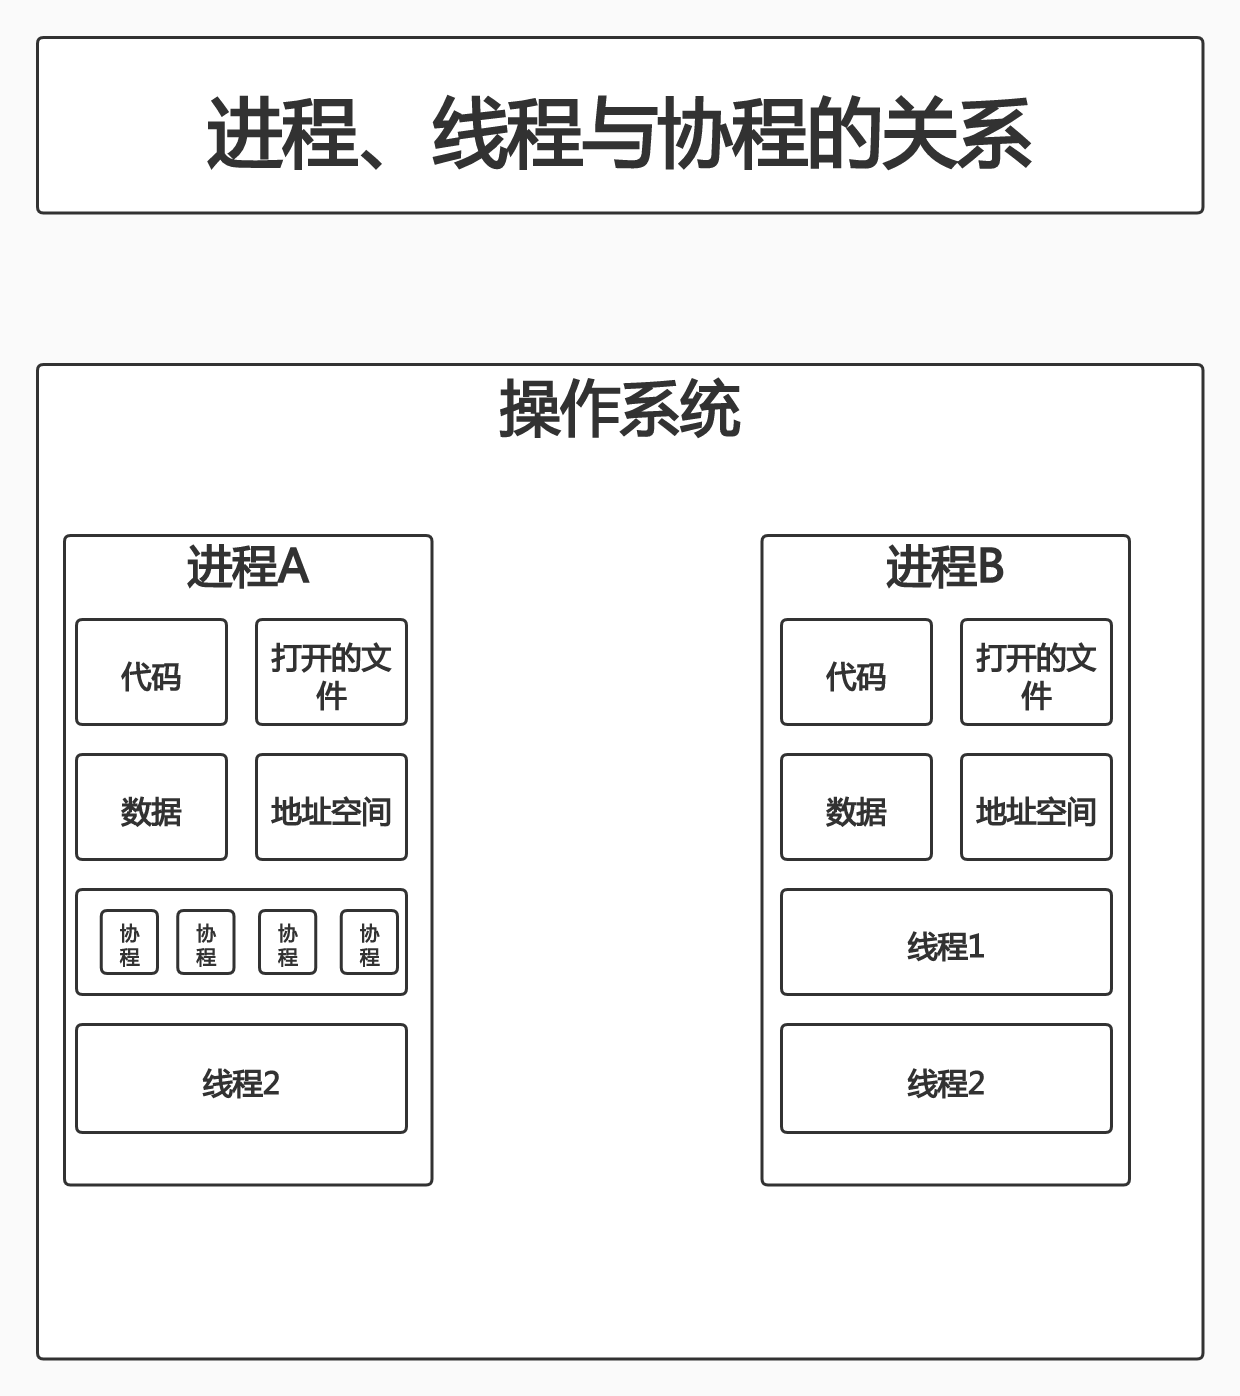 进程、线程与协程的关系
操作系统
进程A
代码
打开的文
件
数据
地址空间
协
程
协
程
协
程
协
程
线程2
进程B
代码
打开的文
件
数据
地址空间
线程1
线程2